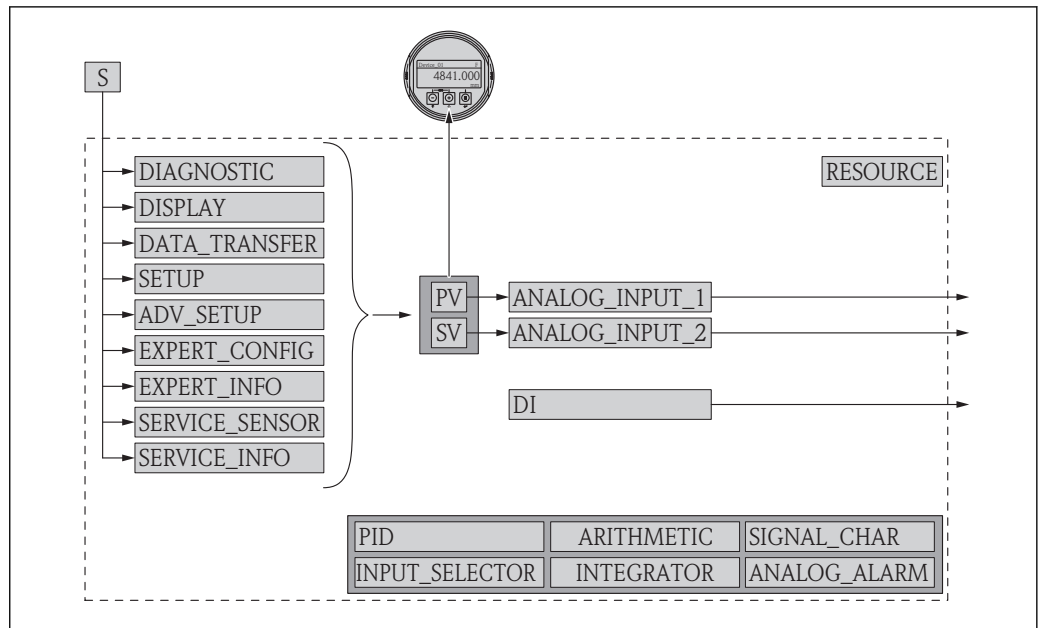 S
Device_01
4841.000
mm
DIAGNOSTIC
DISPLAY
DATA_TRANSFER
SETUP
ADV_SETUP
EXPERT_CONFIG
EXPERT_INFO
SERVICE_SENSOR
SERVICE_INFO
RESOURCE
PV
ANALOG_INPUT_1
SV
ANALOG_INPUT_2
DI
PID
ARITHMETIC
SIGNAL_CHAR
INPUT_SELECTOR
INTEGRATOR
ANALOG_ALARM